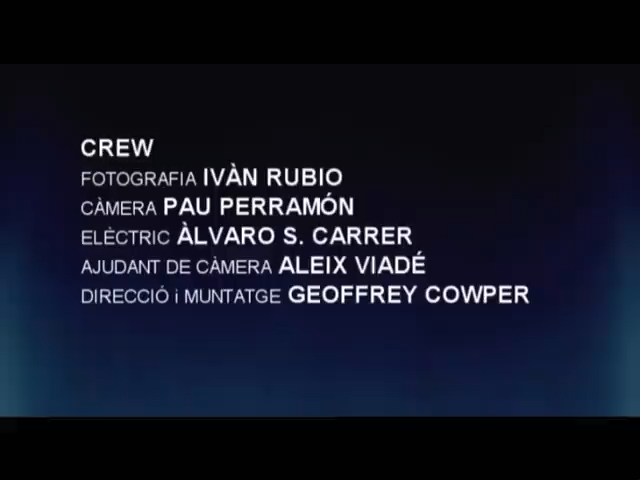 CREW
FOTOGRAFIA IVÀN RUBIO
CÀMERA PAU PERRAMÓN
ELÈCTRIC ÀLVARO S. CARRER
AJUDANT DE CÀMERA ALEIX VIADÉ
DIRECCIÓ i MUNTATGE GEOFFREY COWPER